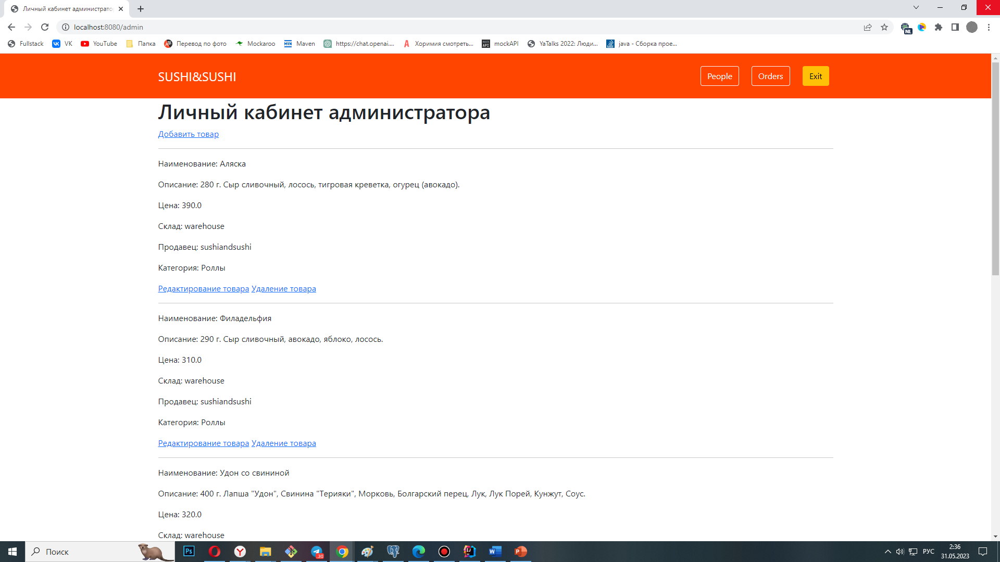 Личный кабинет администрато
localhost:8080/admin
NL
Fullstack VK YouTube Папка Перевод по фото Mockaroo Maven https://chat.openai.... Хоримия смотреть... mockAPI YaTalks 2022: Люди... java - Сборка прое...
SUSHI&SUSHI People Orders Exit
Личный кабинет администратора
Добавить товар
Наименование: Аляска
Описание: 280 г. Сыр сливочный, лосось, тигровая креветка, огурец (авокадо).
Цена: 390.0
Склад: warehouse
Продавец: sushiandsushi
Категория: Роллы
Редактирование товара Удаление товара
Наименование: Филадельфия
Описание: 290 г. Сыр сливочный, авокадо, яблоко, лосось.
Цена: 310.0
Склад: warehouse
Продавец: sushiandsushi
Категория: Роллы
Редактирование товара Удаление товара
Наименование: Удон со свининой
Описание: 400 г. Лапша "Удон", Свинина "Терияки", Морковь, Болгарский перец, Лук, Лук Порей, Кунжут, Соус.
Цена: 320.0
Склад: warehouse
Поиск РУС 2:36
31.05.2023